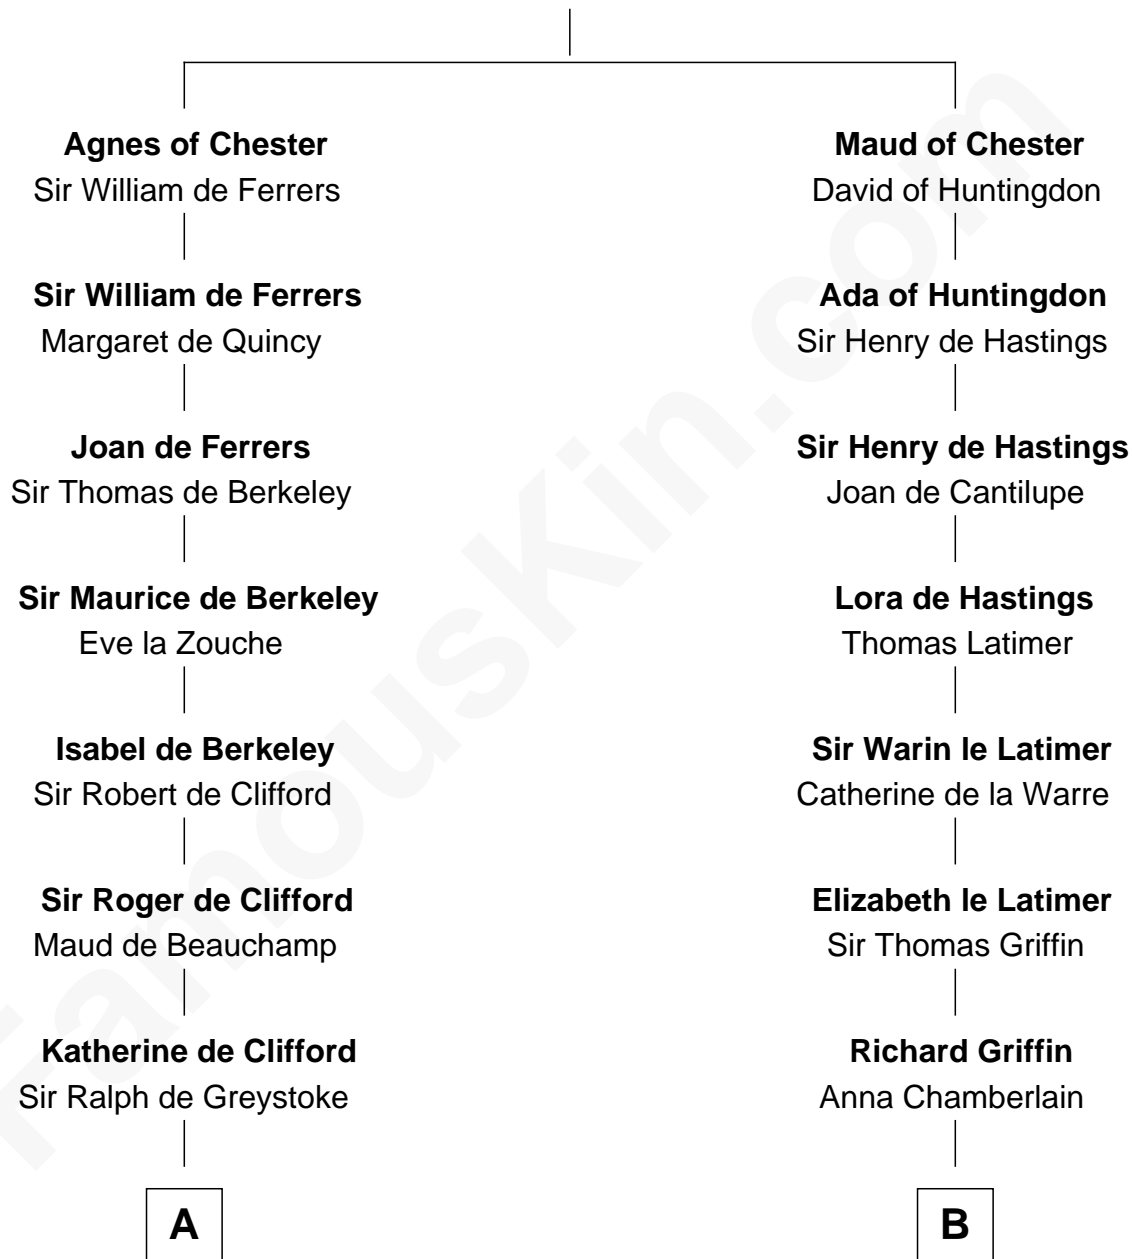 Agnes of Chester
Sir William de Ferrers
Sir William de Ferrers
Margaret de Quincy
Joan de Ferrers
Sir Thomas de Berkeley
Sir Maurice de Berkeley
Eve la Zouche
Isabel de Berkeley
Sir Robert de Clifford
Sir Roger de Clifford
Maud de Beauchamp
Katherine de Clifford
Sir Ralph de Greystoke
A
Maud of Chester
David of Huntingdon
Ada of Huntingdon
Sir Henry de Hastings
Sir Henry de Hastings
Joan de Cantilupe
Lora de Hastings
Thomas Latimer
Sir Warin le Latimer
Catherine de la Warre
Elizabeth le Latimer
Sir Thomas Griffin
Richard Griffin
Anna Chamberlain
B
FamousKin.com